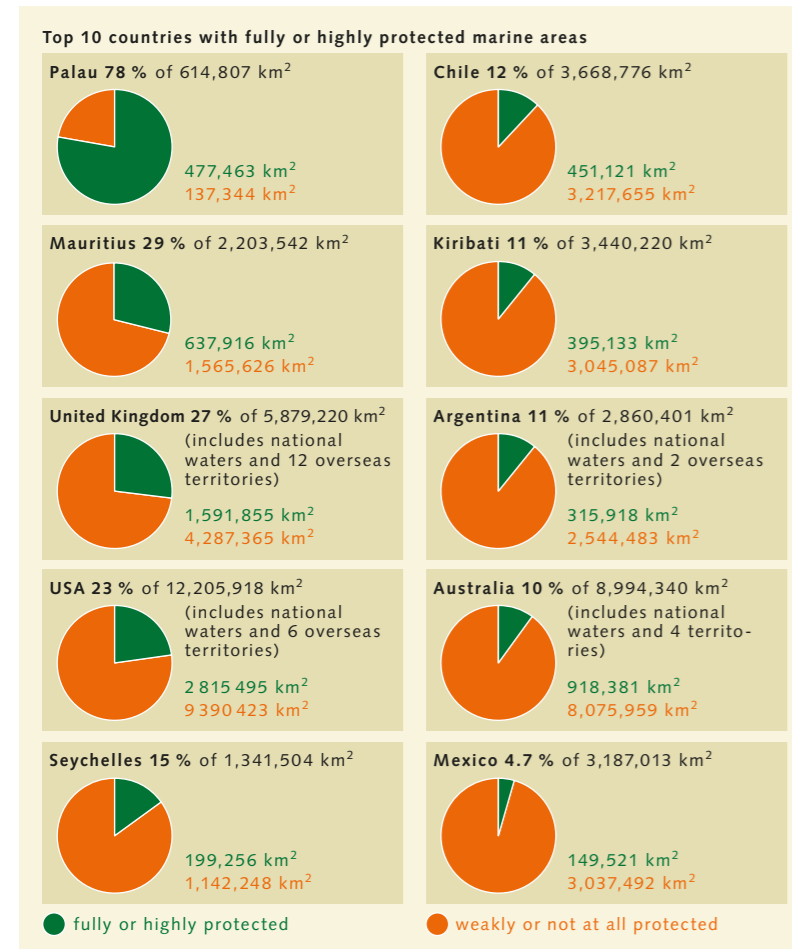 Top 10 countries with fully or highly protected marine areas
Palau 78 % of 614,807 km²
477,463 km²
137,344 km²
Mauritius 29 % of 2,203,542 km²
637,916 km²
1,565,626 km²
United Kingdom 27 % of 5,879,220 km²
(includes national
waters and 12 overseas
territories)
1,591,855 km²
4,287,365 km²
USA 23 % of 12,205,918 km²
(includes national
waters and 6 overseas
territories)
2 815 495 km²
9 390 423 km²
Seychelles 15 % of 1,341,504 km²
199,256 km²
1,142,248 km²
Chile 12 % of 3,668,776 km²
451,121 km²
3,217,655 km²
Kiribati 11 % of 3,440,220 km²
395,133 km²
3,045,087 km²
Argentina 11 % of 2,860,401 km²
(includes national
waters and 2 overseas
territories)
315,918 km²
2,544,483 km²
Australia 10 % of 8,994,340 km²
(includes national
waters and 4 territo-
ries)
918,381 km²
8,075,959 km²
Mexico 4.7 % of 3,187,013 km²
149,521 km²
3,037,492 km²
fully or highly protected
weakly or not at all protected